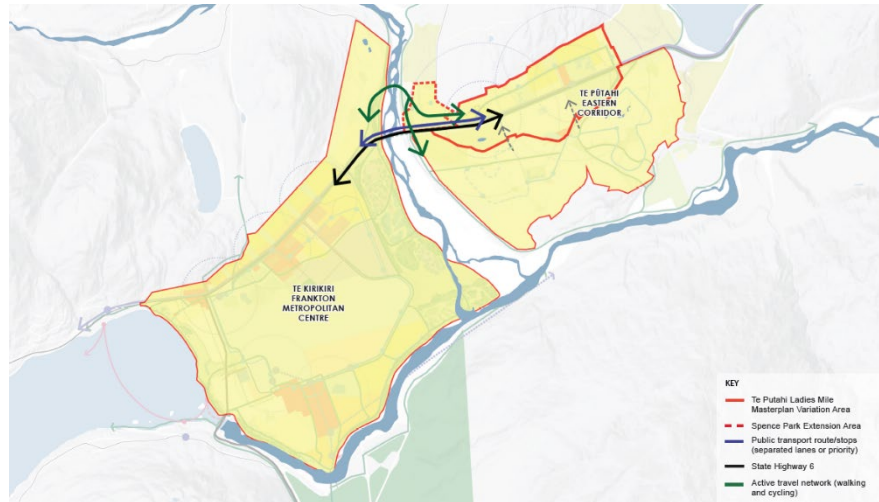 TE PŪTAHI
EASTERN
CORRIDOR
TE KIRIKIRI
FRANKTON
METROPOLITAN
CENTRE
KEY
Te Putahi Ladies Mile
Masterplan Variation Area
Spence Park Extension Area
Public transport route/stops
(separated lanes or priority)
State Highway 6
Active travel network (walking
and cycling)